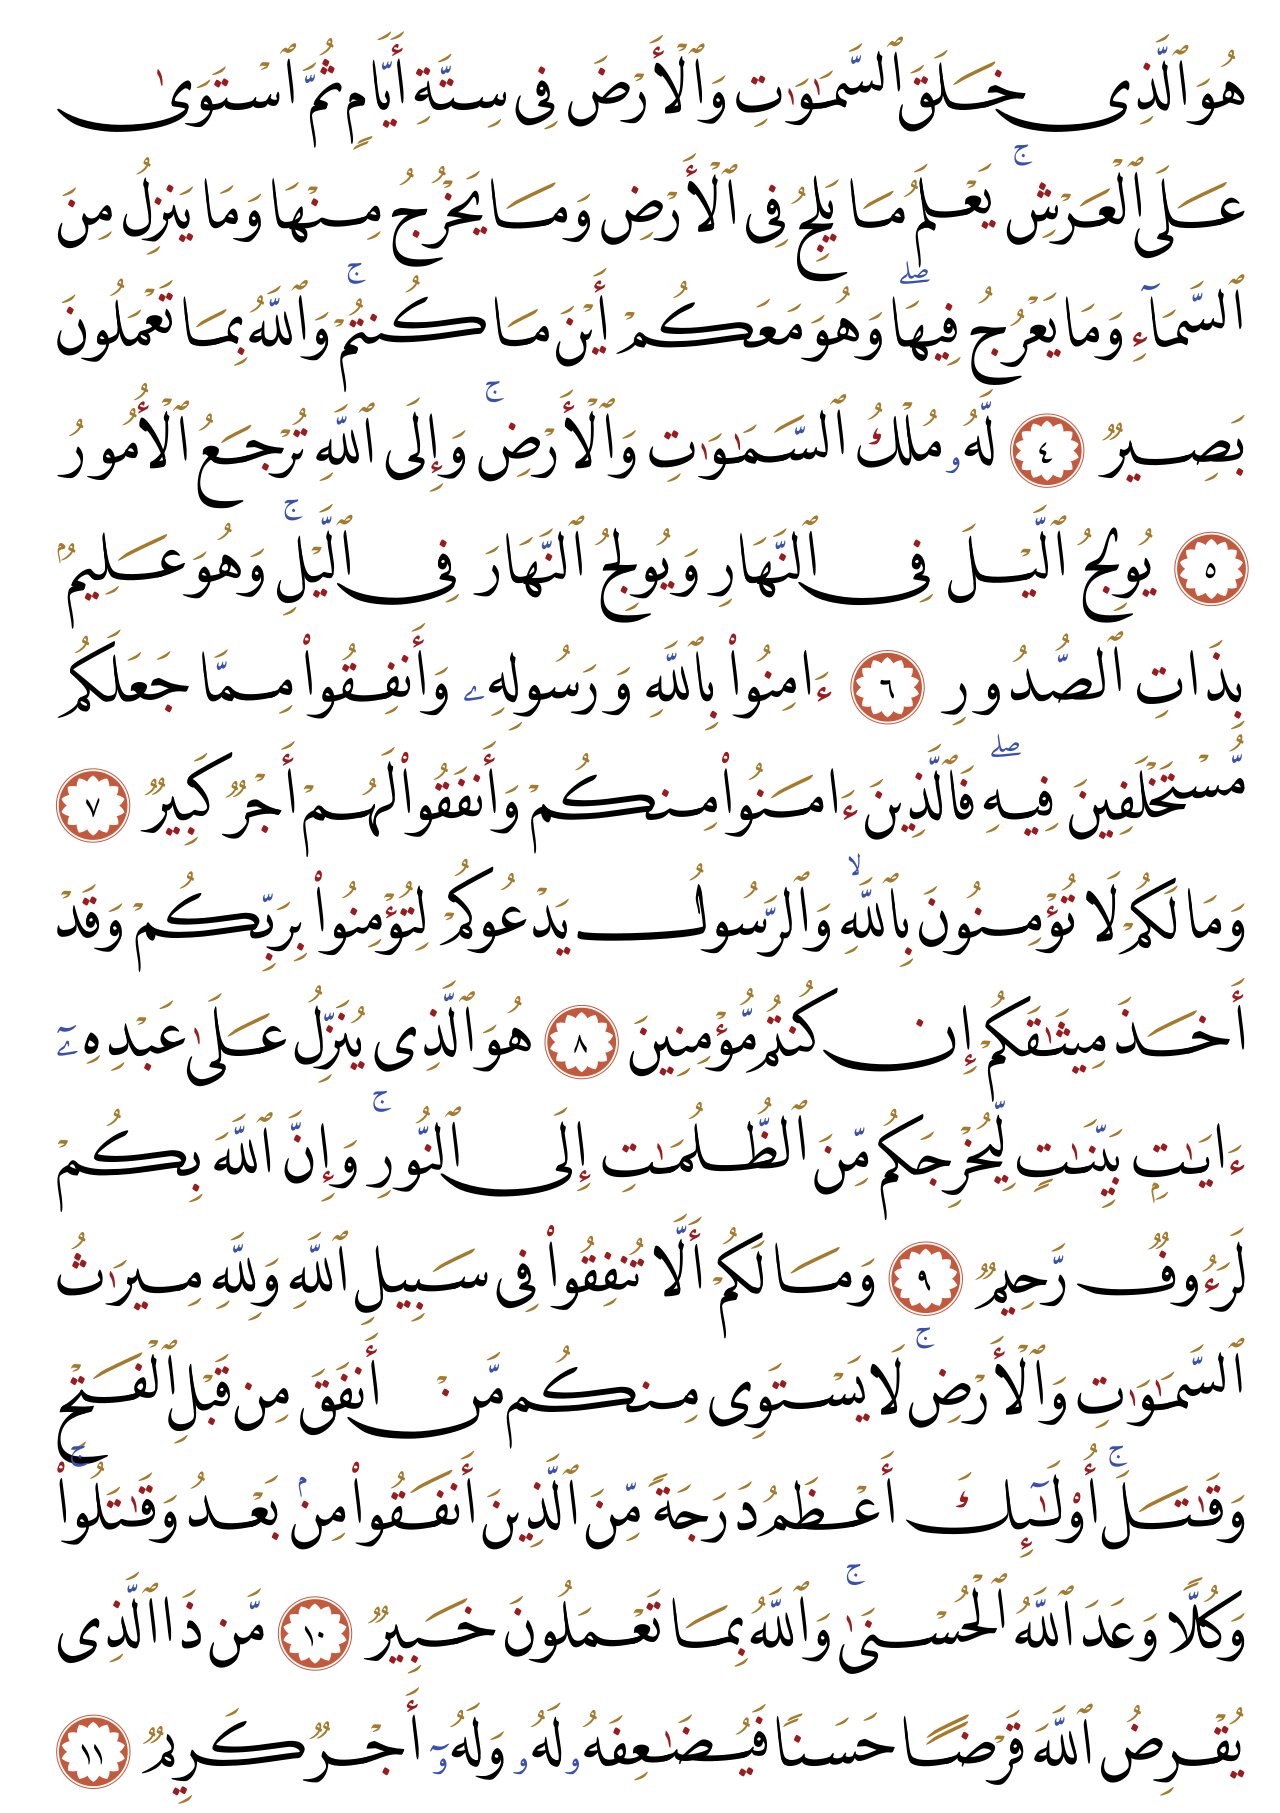 هُوَ ٱلَّذِى خَلَقَ ٱلسَّمَـٰوَٰتِ وَٱلْأَرْضَ فِى سِتَّةِ أَيَّامٍ ثُمَّ ٱسْتَوَىٰ
عَلَى ٱلْعَرْشِ ۚ يَعْلَمُ مَا يَلِجُ فِى ٱلْأَرْضِ وَمَا يَخْرُجُ مِنْهَا وَمَا يَنزِلُ مِنَ
ٱلسَّمَآءِ وَمَا يَعْرُجُ فِيهَا ۖ وَهُوَ مَعَكُمْ أَيْنَ مَا كُنتُمْ ۚ وَٱللَّهُ بِمَا تَعْمَلُونَ
بَصِيرٌ ٤ لَّهُۥ مُلْكُ ٱلسَّمَـٰوَٰتِ وَٱلْأَرْضِ ۚ وَإِلَى ٱللَّهِ تُرْجَعُ ٱلْأُمُورُ
٥ يُولِجُ ٱلَّيْلَ فِى ٱلنَّهَارِ وَيُولِجُ ٱلنَّهَارَ فِى ٱلَّيْلِ ۚ وَهُوَ عَلِيمٌۢ
بِذَاتِ ٱلصُّدُورِ ٦ ءَامِنُوا۟ بِٱللَّهِ وَرَسُولِهِۦ وَأَنفِقُوا۟ مِمَّا جَعَلَكُم
مُّسْتَخْلَفِينَ فِيهِ ۖ فَٱلَّذِينَ ءَامَنُوا۟ مِنكُمْ وَأَنفَقُوا۟ لَهُمْ أَجْرٌ كَبِيرٌ ٧
وَمَا لَكُمْ لَا تُؤْمِنُونَ بِٱللَّهِ ۙ وَٱلرَّسُولُ يَدْعُوكُمْ لِتُؤْمِنُوا۟ بِرَبِّكُمْ وَقَدْ
أَخَذَ مِيثَـٰقَكُمْ إِن كُنتُم مُّؤْمِنِينَ ٨ هُوَ ٱلَّذِى يُنَزِّلُ عَلَىٰ عَبْدِهِۦٓ
ءَايَـٰتٍۭ بَيِّنَـٰتٍ لِّيُخْرِجَكُم مِّنَ ٱلظُّلُمَـٰتِ إِلَى ٱلنُّورِ ۚ وَإِنَّ ٱللَّهَ بِكُمْ
لَرَءُوفٌ رَّحِيمٌ ٩ وَمَا لَكُمْ أَلَّا تُنفِقُوا۟ فِى سَبِيلِ ٱللَّهِ وَلِلَّهِ مِيرَٰثُ
ٱلسَّمَـٰوَٰتِ وَٱلْأَرْضِ ۚ لَا يَسْتَوِى مِنكُم مَّنْ أَنفَقَ مِن قَبْلِ ٱلْفَتْحِ
وَقَـٰتَلَ ۚ أُو۟لَـٰٓئِكَ أَعْظَمُ دَرَجَةً مِّنَ ٱلَّذِينَ أَنفَقُوا۟ مِنۢ بَعْدُ وَقَـٰتَلُوا۟ ۚ
وَكُلًّا وَعَدَ ٱللَّهُ ٱلْحُسْنَىٰ ۚ وَٱللَّهُ بِمَا تَعْمَلُونَ خَبِيرٌ ١٠ مَّن ذَا ٱلَّذِى
يُقْرِضُ ٱللَّهَ قَرْضًا حَسَنًا فَيُضَـٰعِفَهُۥ لَهُۥ وَلَهُۥٓ أَجْرٌ كَرِيمٌ ١١